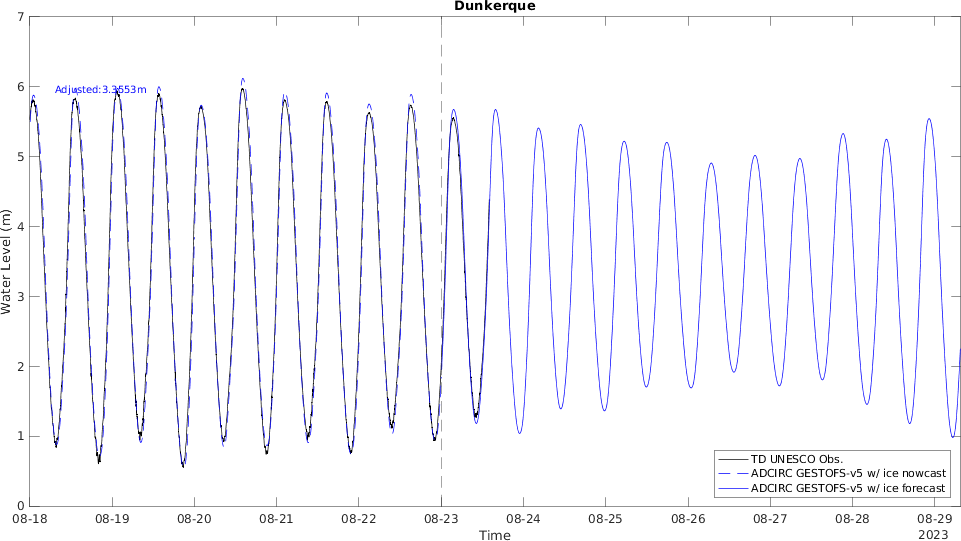 Dunkerque
7
6
5
4
3
2
1
0
Water Level (m)
Adjusted:3.3553m
TD UNESCO Obs.
ADCIRC GESTOFS-v5 w/ ice nowcast
ADCIRC GESTOFS-v5 w/ ice forecast
08-18 08-19 08-20 08-21 08-22 08-23 08-24 08-25 08-26 08-27 08-28 08-29
Time
2023